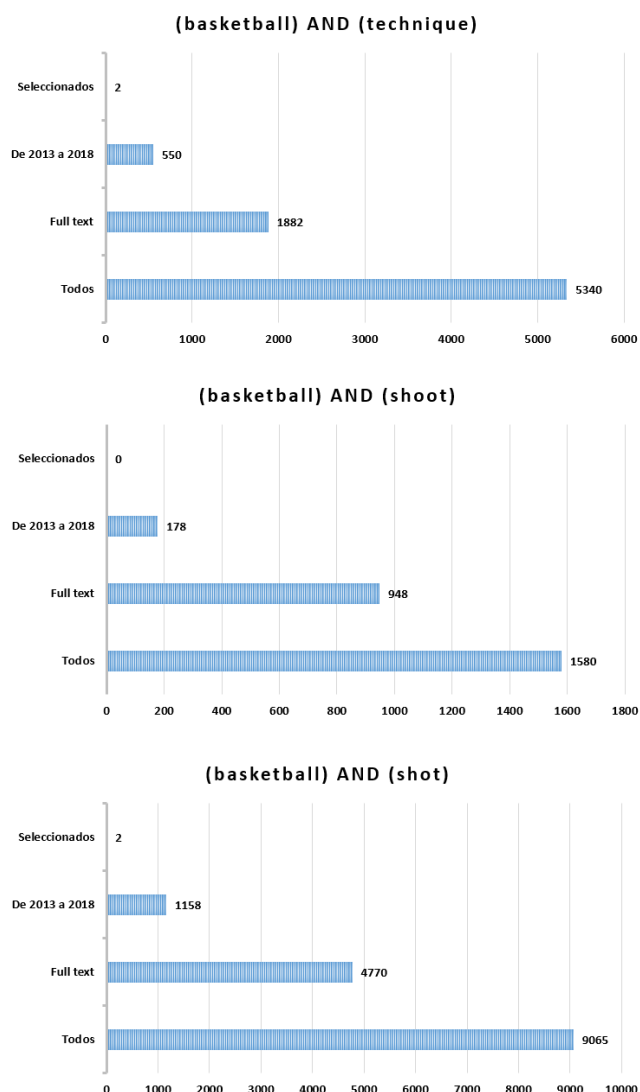 (basketball) AND (technique)
Seleccionados 2
De 2013 a 2018 550
Full text 1882
Todos 5340
0 1000 2000 3000 4000 5000 6000
(basketball) AND (shoot)
Seleccionados 0
De 2013 a 2018 178
Full text 948
Todos 1580
0 200 400 600 800 1000 1200 1400 1600 1800
(basketball) AND (shot)
Seleccionados 2
De 2013 a 2018 1158
Full text 4770
Todos 9065
0 1000 2000 3000 4000 5000 6000 7000 8000 9000 10000